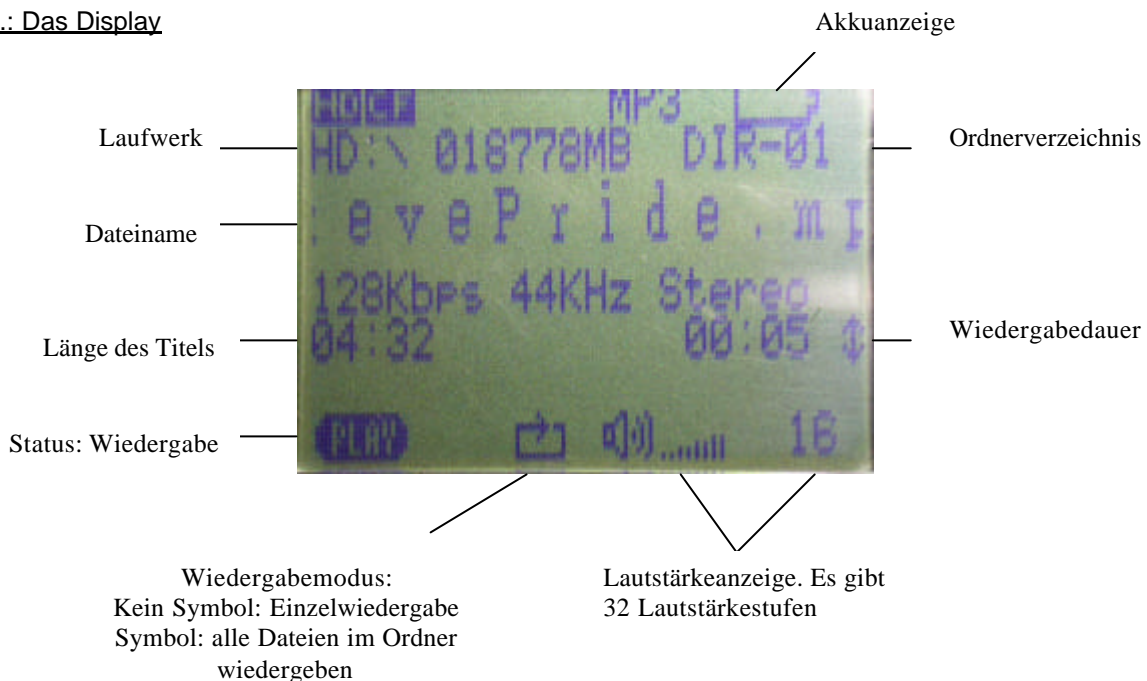 .: Das Display
Akkuanzeige
HDCF MP3
Laufwerk
HD:\ 018778MB DIR-01
Ordnerverzeichnis
Dateiname
evePride.mp
128Kbps 44KHz Stereo
Länge des Titels
04:32 00:05
Wiedergabedauer
Status: Wiedergabe
PLAY
16
Wiedergabemodus:
Kein Symbol: Einzelwiedergabe
Symbol: alle Dateien im Ordner
wiedergeben
Lautstärkeanzeige. Es gibt
32 Lautstärkestufen